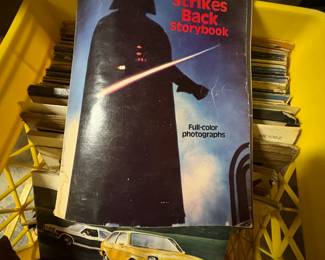 Strikes
Back
Storybook
Full-color
photographs